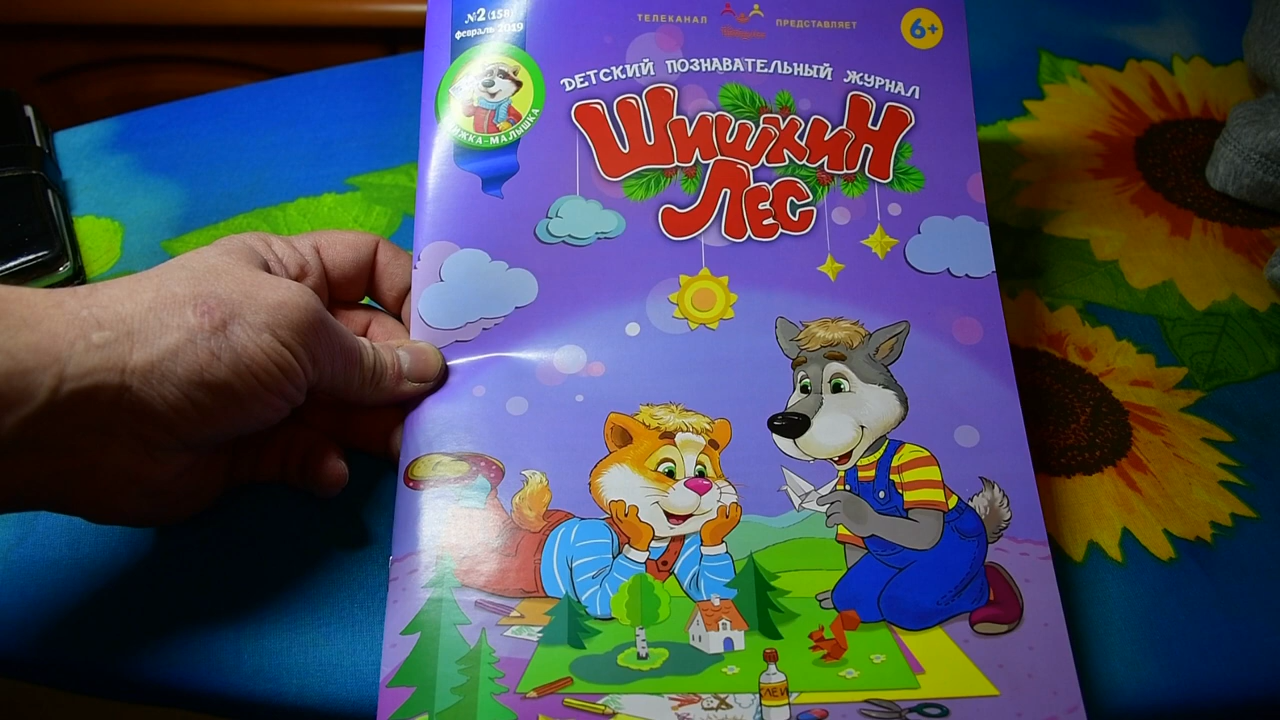 №2 (158)
февраль 2019
ТЕЛЕКАНАЛ ПРЕДСТАВЛЯЕТ
6+
ДЕТСКИЙ ПОЗНАВАТЕЛЬНЫЙ ЖУРНАЛ
ШИШКИН
ЛЕС
КНИЖКА-МАЛЫШКА
КЛЕЙ